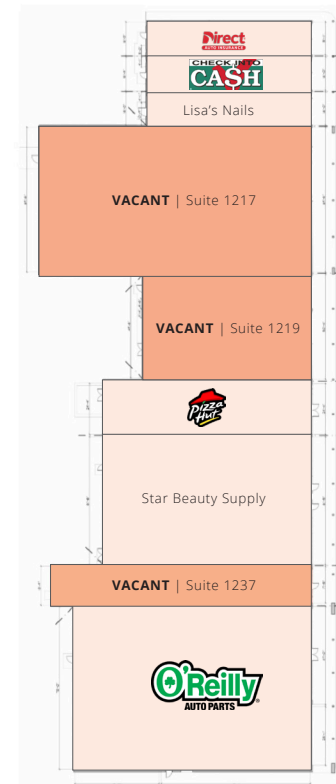 Direct
AUTO INSURANCE
CHECK INTO
CA$H
Lisa's Nails
VACANT | Suite 1217
VACANT | Suite 1219
Pizza
Hut
Star Beauty Supply
VACANT | Suite 1237
O'Reilly
AUTO PARTS